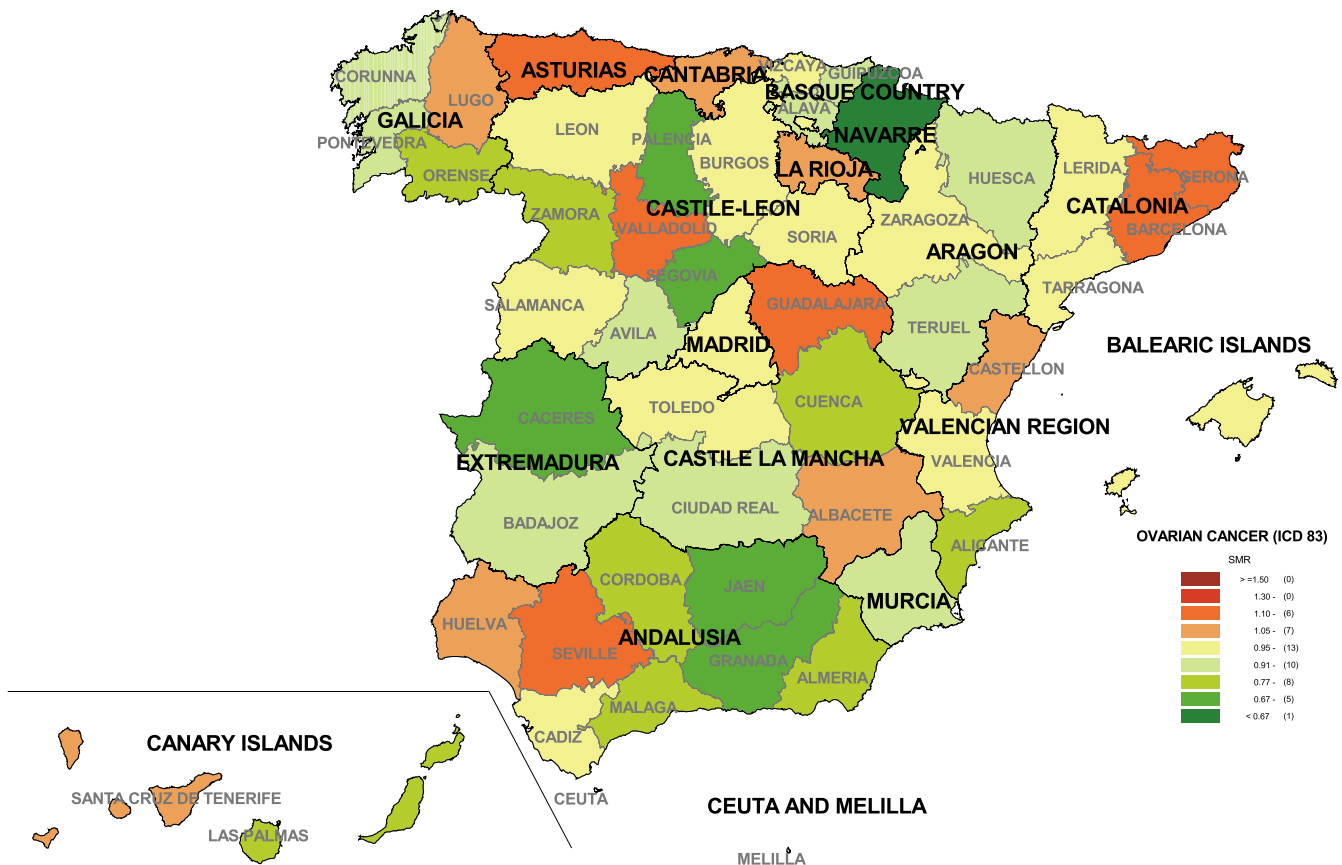 ASTURIAS
CANTABRIA
VIZCAYA
GUIPUZCOA
CORUNNA
BASQUE COUNTRY
LUGO
ALAVA
GALICIA
LEON
PALENCIA
NAVARRE
PONTEVEDRA
BURGOS
LA RIOJA
LERIDA
ORENSE
HUESCA
GERONA
ZAMORA
CASTILE-LEON
CATALONIA
VALLADOLID
ZARAGOZA
BARCELONA
SORIA
ARAGON
SEGOVIA
TARRAGONA
SALAMANCA
GUADALAJARA
AVILA
TERUEL
MADRID
BALEARIC ISLANDS
CASTELLON
CACERES
TOLEDO
CUENCA
VALENCIAN REGION
EXTREMADURA
CASTILE LA MANCHA
VALENCIA
BADAJOZ
CIUDAD REAL
ALBACETE
ALICANTE
CORDOBA
JAEN
MURCIA
HUELVA
ANDALUSIA
SEVILLE
GRANADA
ALMERIA
MALAGA
CADIZ
CANARY ISLANDS
SANTA CRUZ DE TENERIFE
LAS PALMAS
CEUTA
CEUTA AND MELILLA
MELILLA
OVARIAN CANCER (ICD 83)
SMR
> =1.50 (0)
1.30 - (0)
1.10 - (6)
1.05 - (7)
0.95 - (13)
0.91 - (10)
0.77 - (8)
0.67 - (5)
< 0.67 (1)